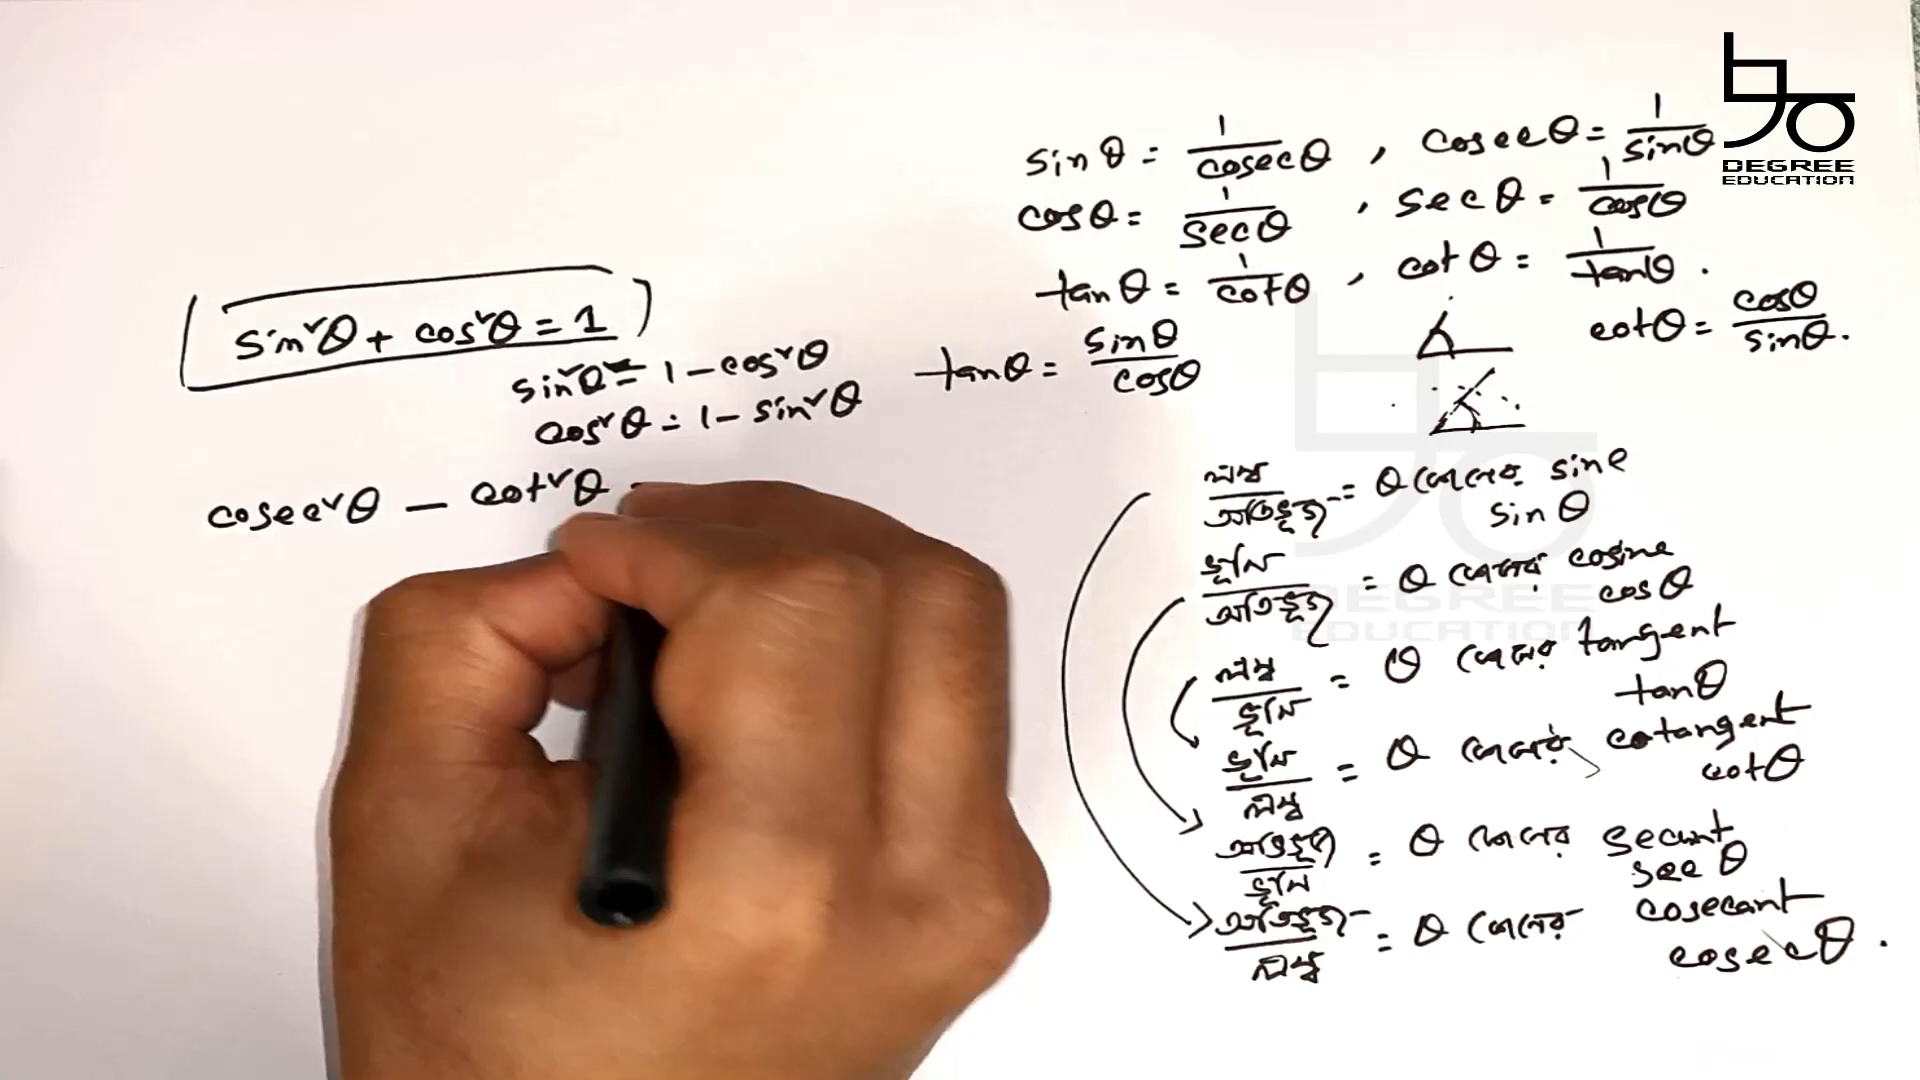 sin θ = 1/cosec θ , cosec θ = 1/sin θ
cos θ = 1/sec θ , sec θ = 1/cos θ
tan θ = 1/cot θ , cot θ = 1/tan θ .
tan θ = sin θ/cos θ
cot θ = cos θ/sin θ .
sin²θ + cos²θ = 1
sin²θ = 1 - cos²θ
cos²θ = 1 - sin²θ
cosec²θ - cot²θ
লম্ব/অতিভূজ = θ কোনের sine
sin θ
ভূমি/অতিভূজ = θ কোনের cosine
cos θ
লম্ব/ভূমি = θ কোনের tangent
tan θ
ভূমি/লম্ব = θ কোনের cotangent
cot θ
অতিভূজ/ভূমি = θ কোনের secant
sec θ
অতিভূজ/লম্ব = θ কোনের cosecant
cosec θ .
DEGREE
EDUCATION
DEGREE
EDUCATION